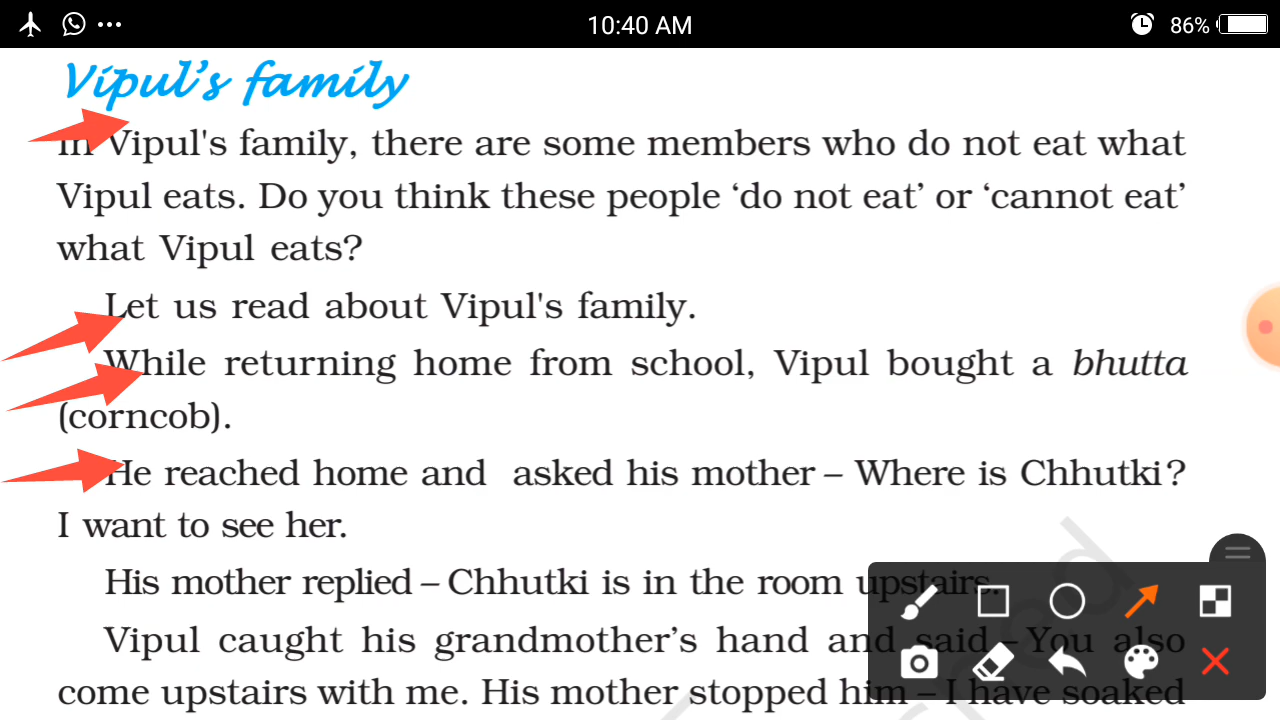 10:40 AM
86%
Vipul's family
In Vipul's family, there are some members who do not eat what
Vipul eats. Do you think these people ‘do not eat’ or ‘cannot eat’
what Vipul eats?
Let us read about Vipul's family.
While returning home from school, Vipul bought a bhutta
(corncob).
He reached home and asked his mother – Where is Chhutki?
I want to see her.
His mother replied – Chhutki is in the room upstairs.
Vipul caught his grandmother’s hand and said – You also
come upstairs with me. His mother stopped him – I have soaked